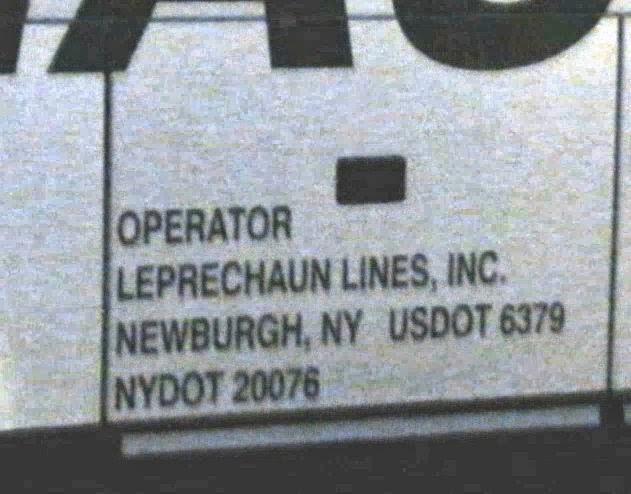 OPERATOR
LEPRECHAUN LINES, INC.
NEWBURGH, NY USDOT 6379
NYDOT 20076